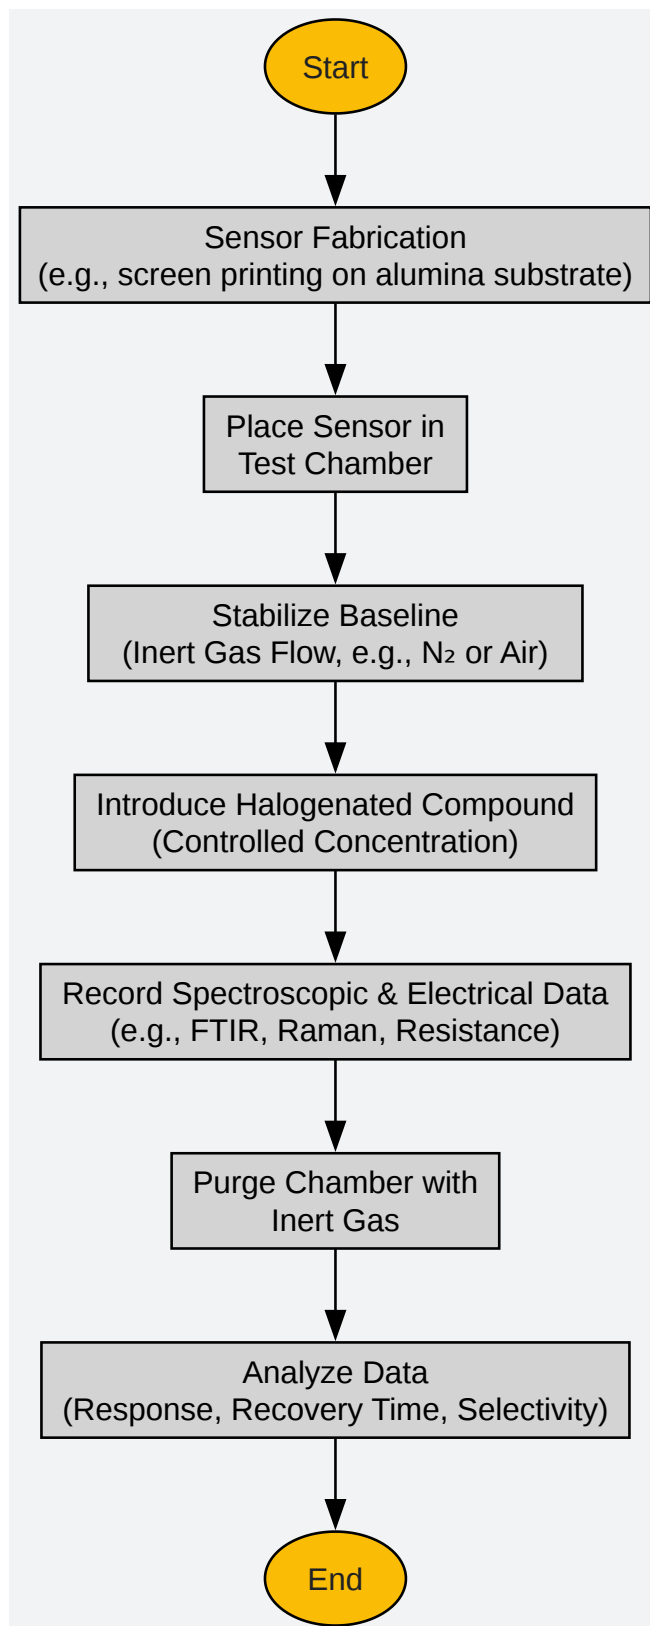 Start
Sensor Fabrication
(e.g., screen printing on alumina substrate)
Place Sensor in
Test Chamber
Stabilize Baseline
(Inert Gas Flow, e.g., N₂ or Air)
Introduce Halogenated Compound
(Controlled Concentration)
Record Spectroscopic & Electrical Data
(e.g., FTIR, Raman, Resistance)
Purge Chamber with
Inert Gas
Analyze Data
(Response, Recovery Time, Selectivity)
End